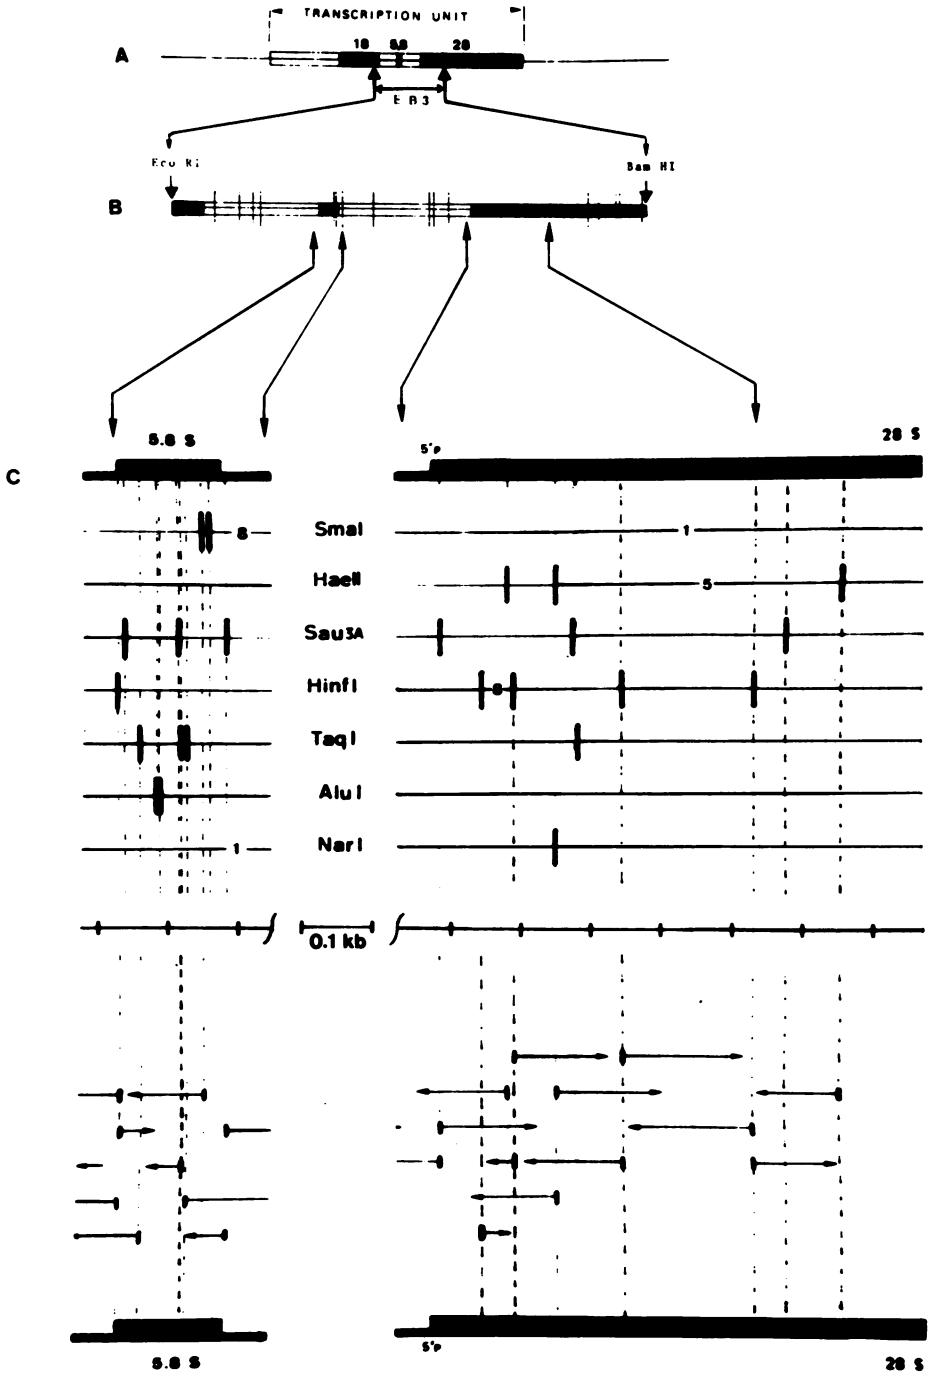 TRANSCRIPTION UNIT
18 5,8 28
A
E B3
Eco RI
Bam HI
B
5.8 S
5'P
28 S
C
8 SmaI 1
HaeII 5
Sau3A
HinfI 8
TaqI
AluI
1 NarI
0.1 kb
5'P
5.8 S
28 S